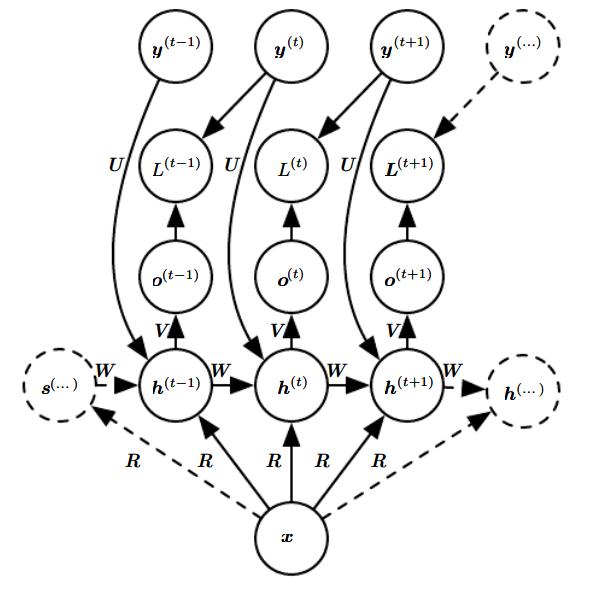 y^(t−1) y^(t) y^(t+1) y^(...)
U L^(t−1) U L^(t) U L^(t+1)
o^(t−1) o^(t) o^(t+1)
V V V
s^(...) W h^(t−1) W h^(t) W h^(t+1) W h^(...)
R R R R R
x